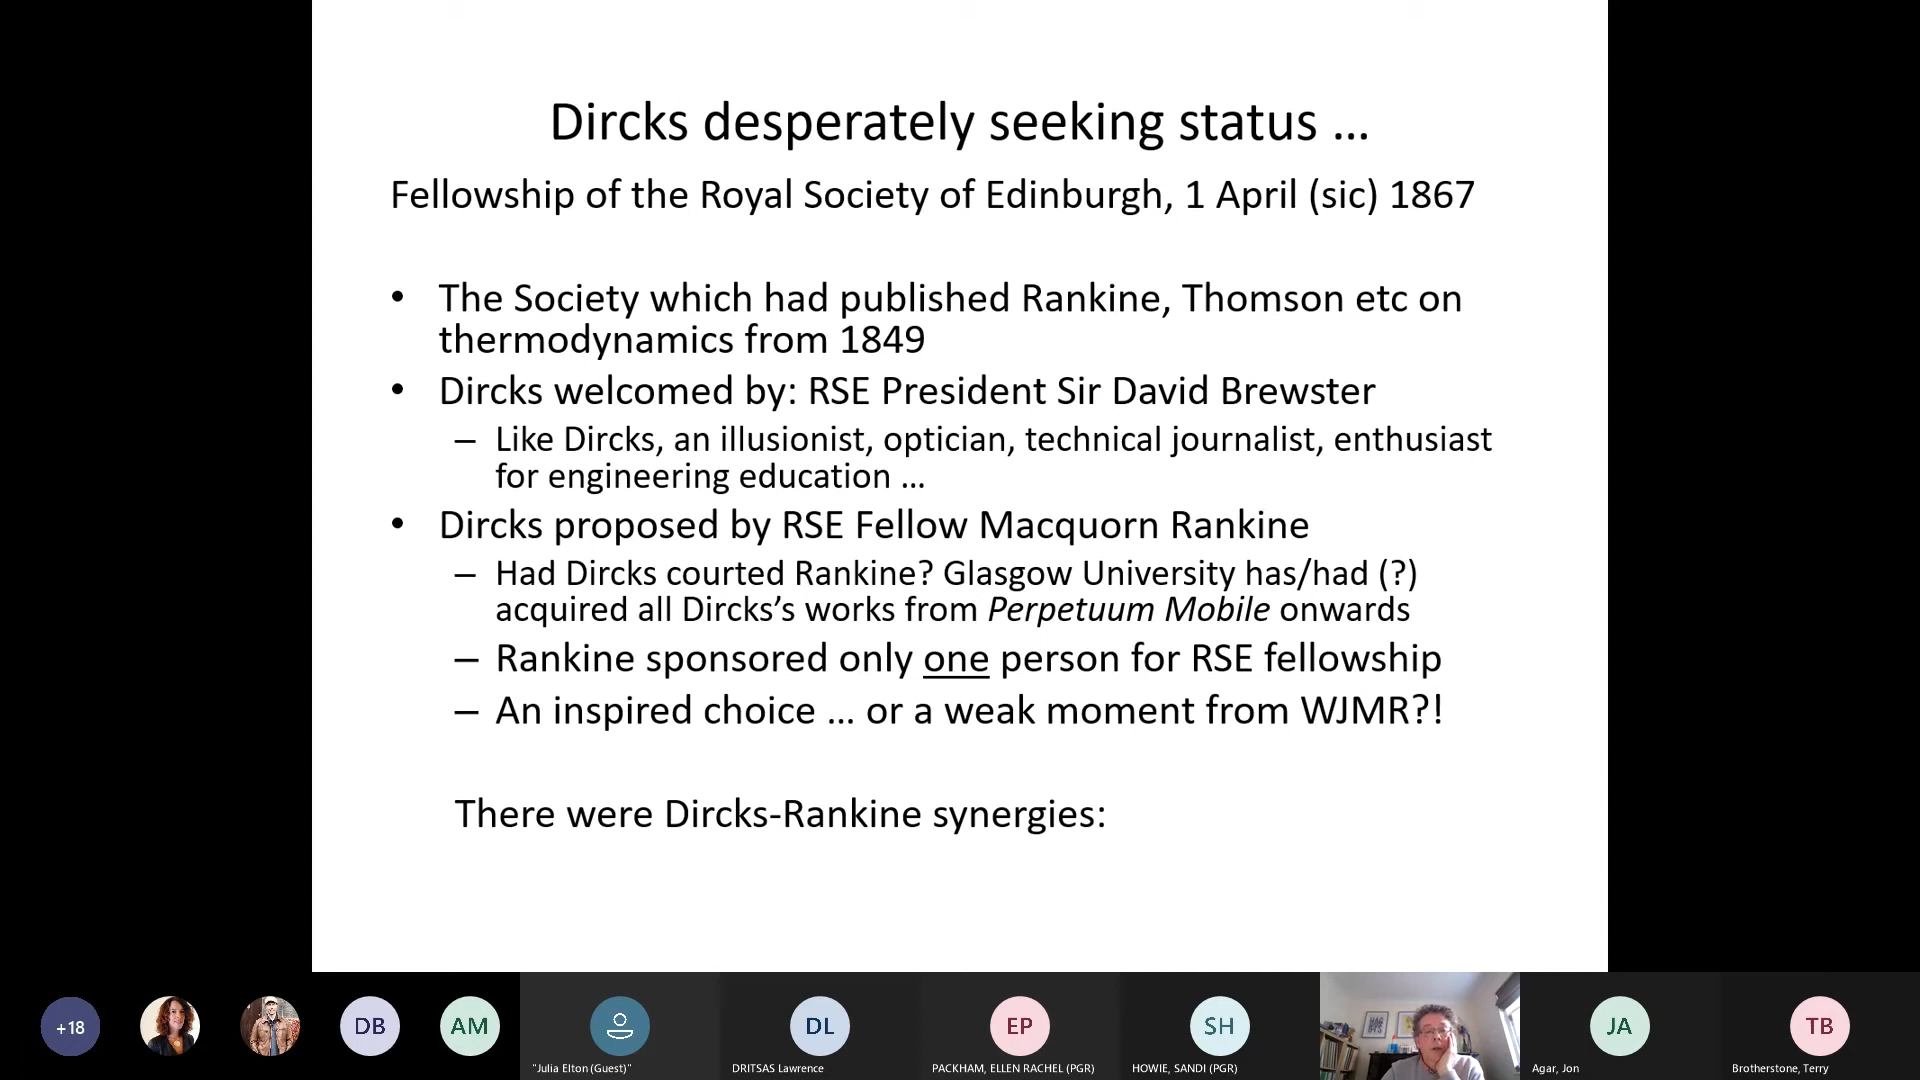 Dircks desperately seeking status ...
Fellowship of the Royal Society of Edinburgh, 1 April (sic) 1867
• The Society which had published Rankine, Thomson etc on
thermodynamics from 1849
• Dircks welcomed by: RSE President Sir David Brewster
– Like Dircks, an illusionist, optician, technical journalist, enthusiast
for engineering education ...
• Dircks proposed by RSE Fellow Macquorn Rankine
– Had Dircks courted Rankine? Glasgow University has/had (?)
acquired all Dircks’s works from Perpetuum Mobile onwards
– Rankine sponsored only one person for RSE fellowship
– An inspired choice ... or a weak moment from WJMR?!
There were Dircks-Rankine synergies:
+18
DB
AM
"Julia Elton (Guest)"
DL
DRITSAS Lawrence
EP
PACKHAM, ELLEN RACHEL (PGR)
SH
HOWIE, SANDI (PGR)
JA
Agar, Jon
TB
Brotherstone, Terry